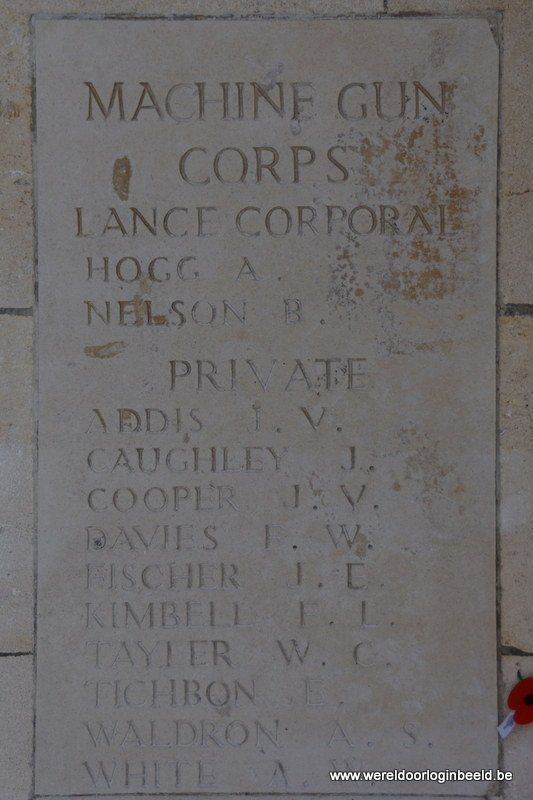 MACHINE GUN
CORPS
LANCE CORPORAL
HOGG A.
NELSON B.
PRIVATE
ADDIS I. V.
CAUGHLEY J.
COOPER J. V.
DAVIES F. W.
FISCHER J. E.
KIMBELL F. L.
TAYLER W. C.
TICHBON E.
WALDRON A. S.
WHITE A. W.
www.wereldoorloginbeeld.be